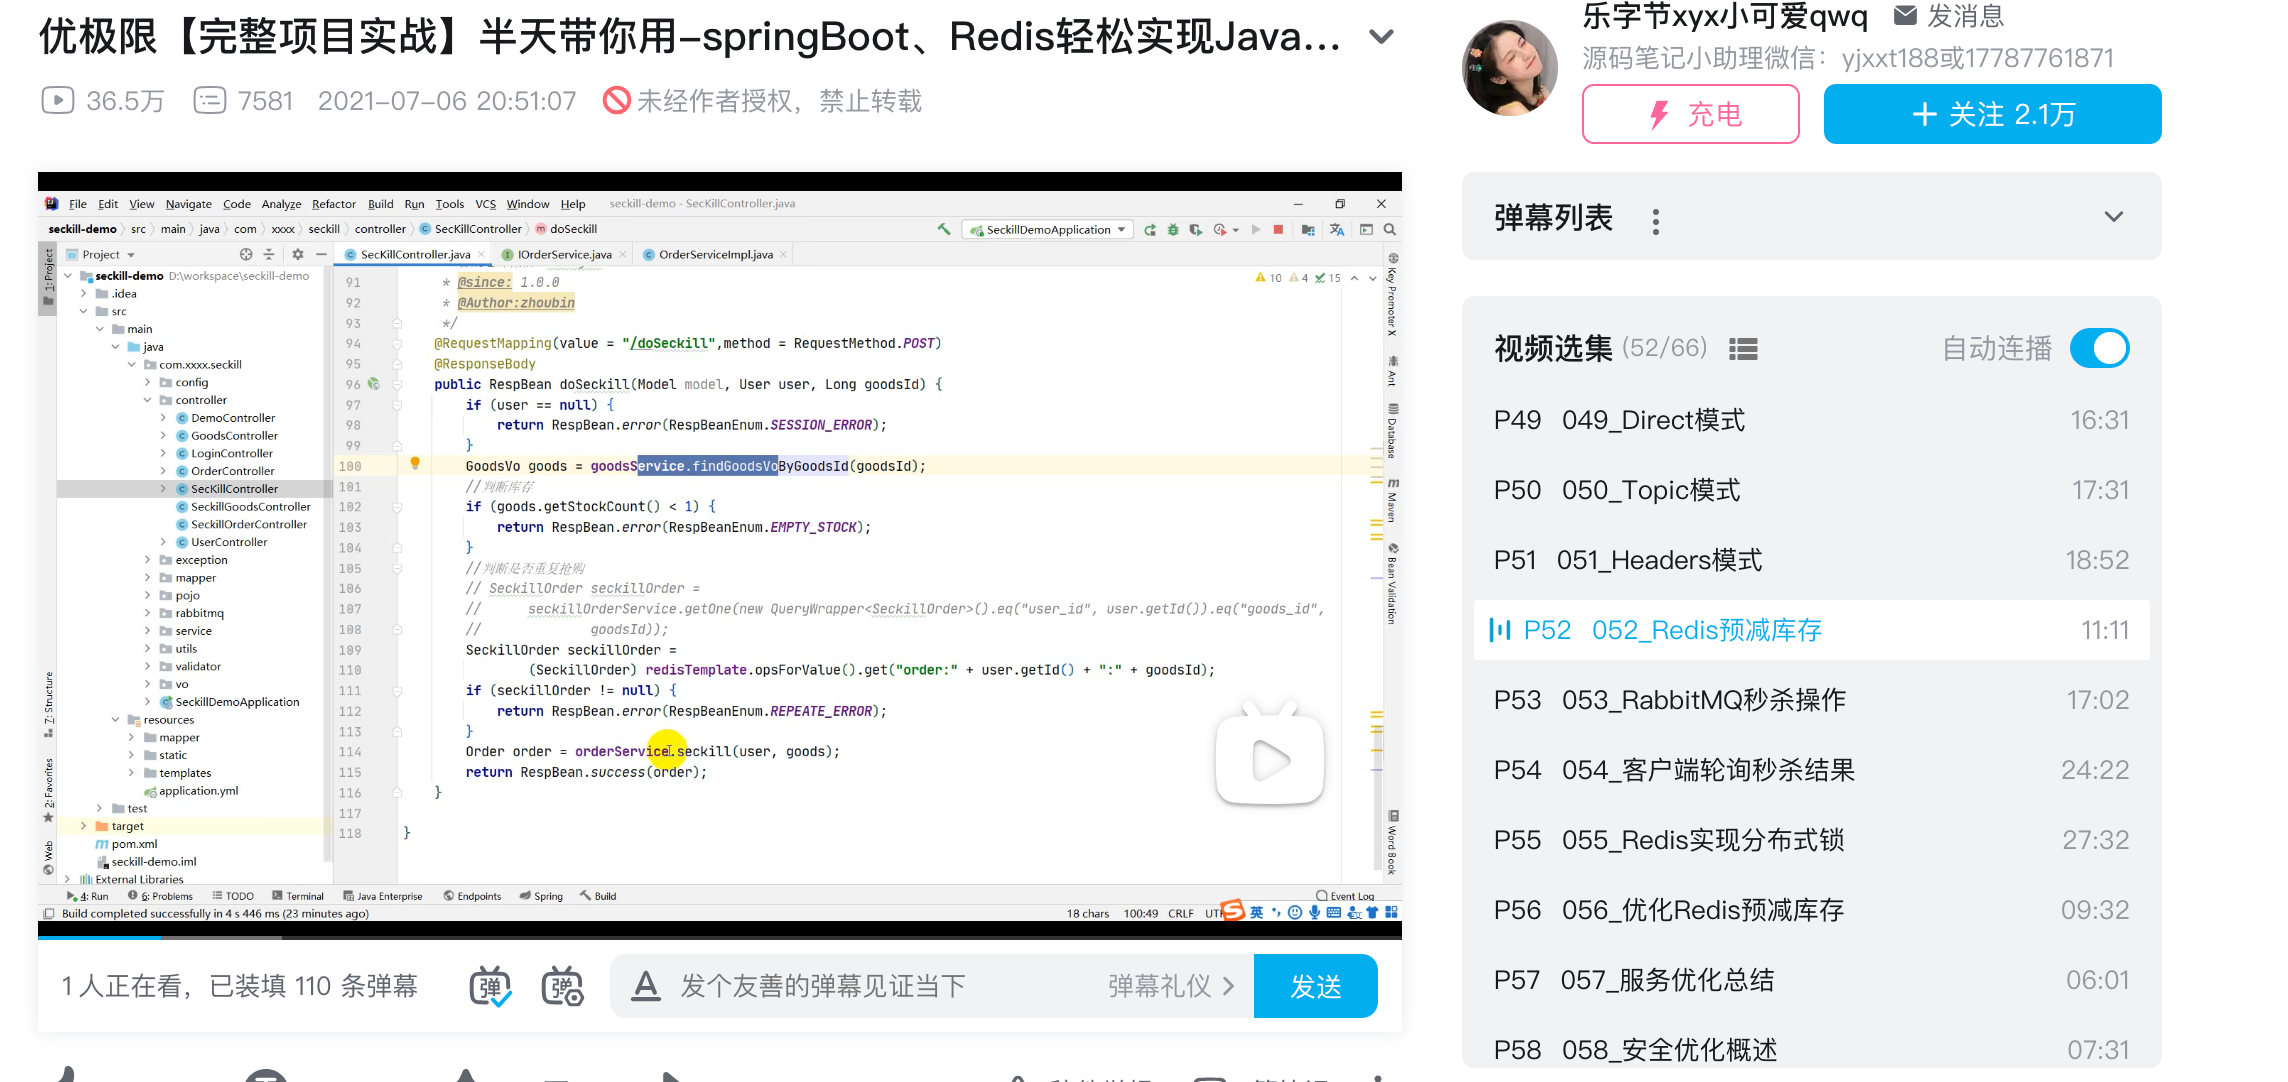 优极限【完整项目实战】半天带你用-springBoot、Redis轻松实现Java...
36.5万 7581 2021-07-06 20:51:07 未经作者授权，禁止转载
乐字节xyx小可爱qwq 发消息
源码笔记小助理微信：yjxxt188或17787761871
充电 + 关注 2.1万
File Edit View Navigate Code Analyze Refactor Build Run Tools VCS Window Help seckill-demo - SecKillController.java
seckill-demo src main java com xxxx seckill controller SecKillController doSeckill SeckillDemoApplication
Project SecKillController.java IOrderService.java OrderServiceImpl.java
1: Project
7: Structure
2: Favorites
Web
seckill-demo D:\workspace\seckill-demo
.idea
src
main
java
com.xxxx.seckill
config
controller
DemoController
GoodsController
LoginController
OrderController
SecKillController
SeckillGoodsController
SeckillOrderController
UserController
exception
mapper
pojo
rabbitmq
service
utils
validator
vo
SeckillDemoApplication
resources
mapper
static
templates
application.yml
test
target
pom.xml
seckill-demo.iml
External Libraries
10 4 15
91 * @since: 1.0.0
92 * @Author:zhoubin
93 */
94 @RequestMapping(value = "/doSeckill",method = RequestMethod.POST)
95 @ResponseBody
96 public RespBean doSeckill(Model model, User user, Long goodsId) {
97 if (user == null) {
98 return RespBean.error(RespBeanEnum.SESSION_ERROR);
99 }
100 GoodsVo goods = goodsService.findGoodsVoByGoodsId(goodsId);
101 //判断库存
102 if (goods.getStockCount() < 1) {
103 return RespBean.error(RespBeanEnum.EMPTY_STOCK);
104 }
105 //判断是否重复抢购
106 // SeckillOrder seckillOrder =
107 // seckillOrderService.getOne(new QueryWrapper<SeckillOrder>().eq("user_id", user.getId()).eq("goods_id",
108 // goodsId));
109 SeckillOrder seckillOrder =
110 (SeckillOrder) redisTemplate.opsForValue().get("order:" + user.getId() + ":" + goodsId);
111 if (seckillOrder != null) {
112 return RespBean.error(RespBeanEnum.REPEATE_ERROR);
113 }
114 Order order = orderService.seckill(user, goods);
115 return RespBean.success(order);
116 }
117
118 }
Key Promoter X
Ant
Database
Maven
Bean Validation
Word Book
4: Run 6: Problems TODO Terminal Java Enterprise Endpoints Spring Build Event Log
Build completed successfully in 4 s 446 ms (23 minutes ago) 18 chars 100:49 CRLF 英
1 人正在看，已装填 110 条弹幕 发个友善的弹幕见证当下 弹幕礼仪 发送
弹幕列表
视频选集 (52/66) 自动连播
P49 049_Direct模式 16:31
P50 050_Topic模式 17:31
P51 051_Headers模式 18:52
P52 052_Redis预减库存 11:11
P53 053_RabbitMQ秒杀操作 17:02
P54 054_客户端轮询秒杀结果 24:22
P55 055_Redis实现分布式锁 27:32
P56 056_优化Redis预减库存 09:32
P57 057_服务优化总结 06:01
P58 058_安全优化概述 07:31